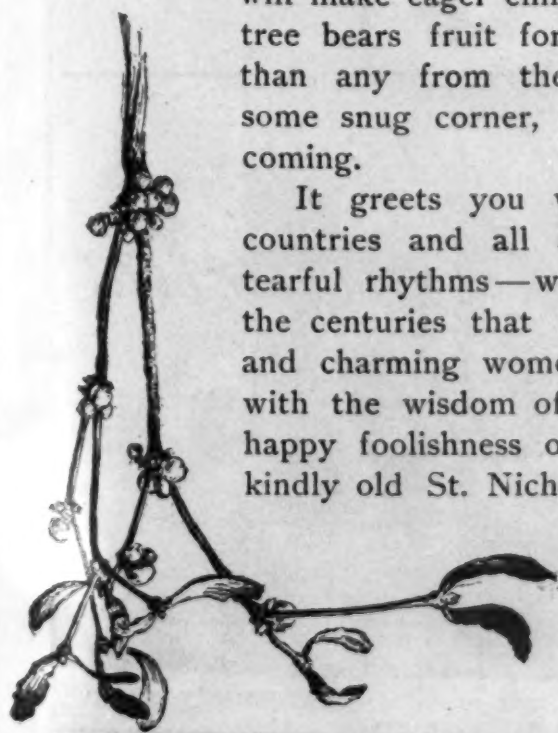 tree bears fruit for
than any from the
some snug corner,
coming.
It greets you
countries and all
tearful rhythms—w
the centuries that
and charming wome
with the wisdom of
happy foolishness o
kindly old St. Nich